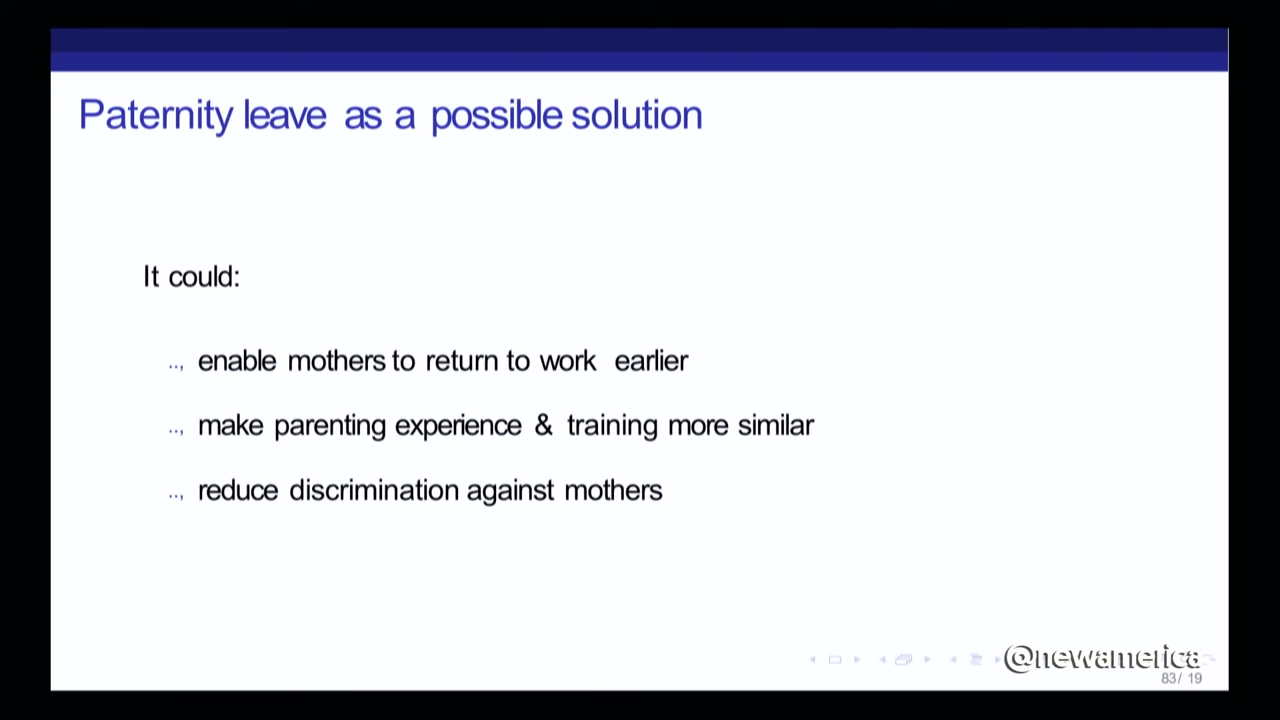 Paternity leave as a possible solution
It could:
.., enable mothers to return to work earlier
.., make parenting experience & training more similar
.., reduce discrimination against mothers
@newamerica
83/ 19